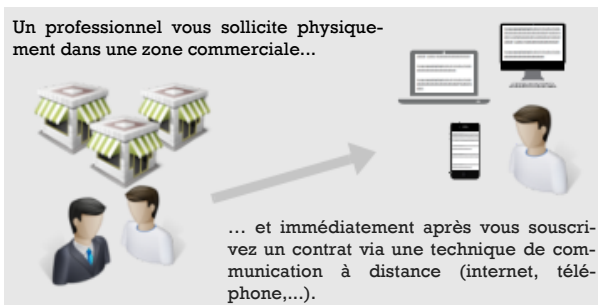 Un professionnel vous sollicite physique-
ment dans une zone commerciale...
... et immédiatement après vous souscri-
vez un contrat via une technique de com-
munication à distance (internet, télé-
phone,...).